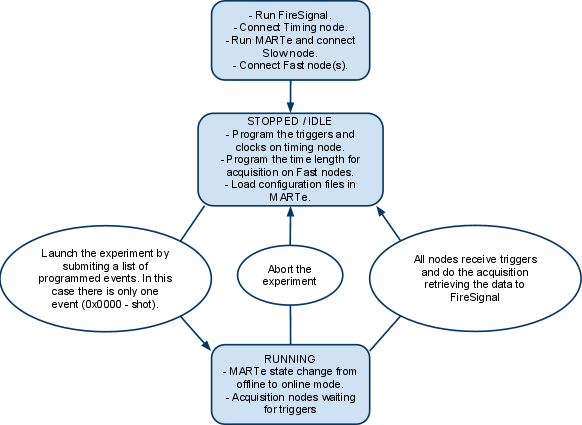 - Run FireSignal.
- Connect Timing node.
- Run MARTe and connect
Slow node.
- Connect Fast node(s).
STOPPED / IDLE
- Program the triggers and
clocks on timing node.
- Program the time length for
acquisition on Fast nodes.
- Load configuration files in
MARTe.
Launch the experiment by
submiting a list of
programmed events. In this
case there is only one
event (0x0000 - shot).
Abort the
experiment
All nodes receive triggers
and do the acquisition
retrieving the data to
FireSignal
RUNNING
- MARTe state change from
offline to online mode.
- Acquisition nodes waiting
for triggers